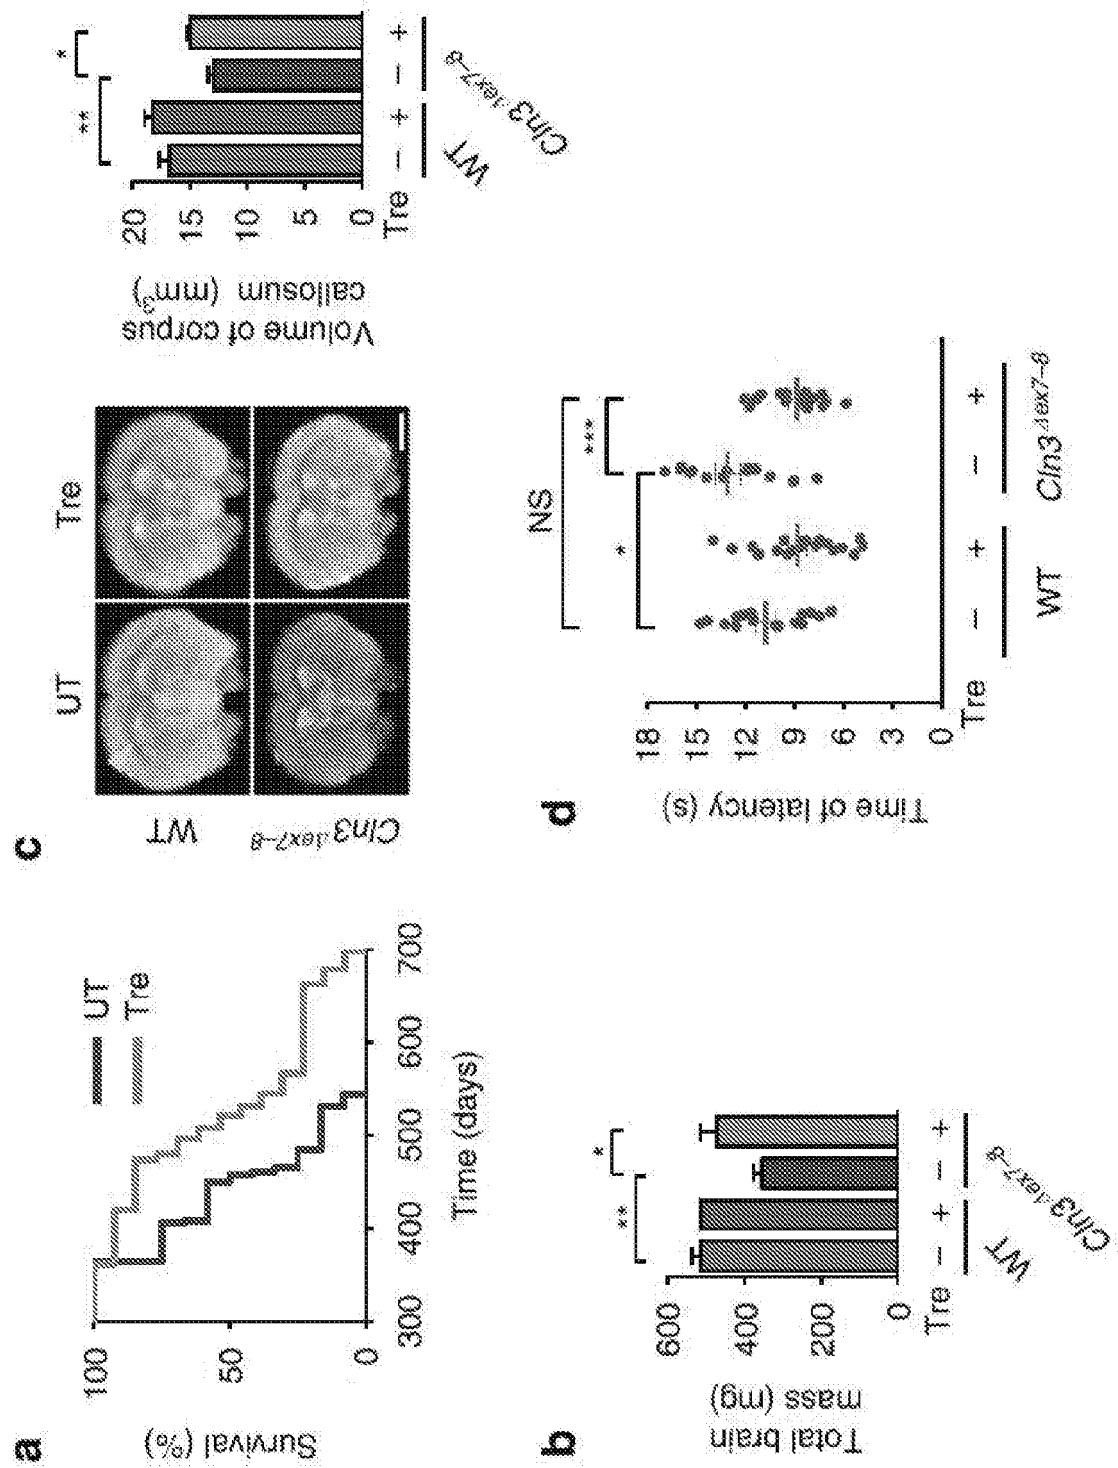 a
Survival (%)
100
50
0
300
400
500
600
700
Time (days)
UT
Tre
b
Total brain
mass (mg)
600
400
200
0
**
*
Tre
−
+
−
+
WT
Cln3Δex7–8
c
UT
Tre
WT
Cln3Δex7–8
Volume of corpus
callosum (mm3)
20
15
10
5
0
**
*
Tre
−
+
−
+
WT
Cln3Δex7–8
d
Time of latency (s)
18
15
12
9
6
3
0
NS
*
***
Tre
−
+
−
+
WT
Cln3Δex7–8